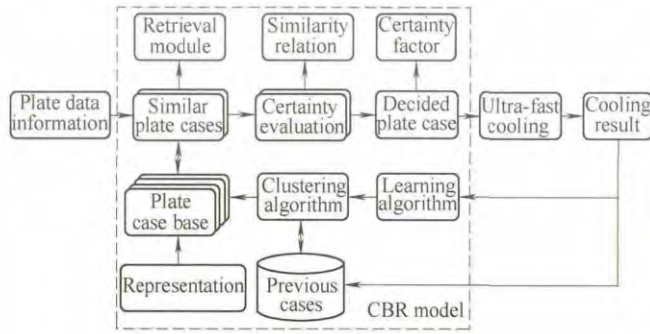 Retrieval
module
Similarity
relation
Certainty
factor
Plate data
information
Similar
plate cases
Certainty
evaluation
Decided
plate case
Ultra-fast
cooling
Cooling
result
Plate
case base
Clustering
algorithm
Learning
algorithm
Representation
Previous
cases
CBR model